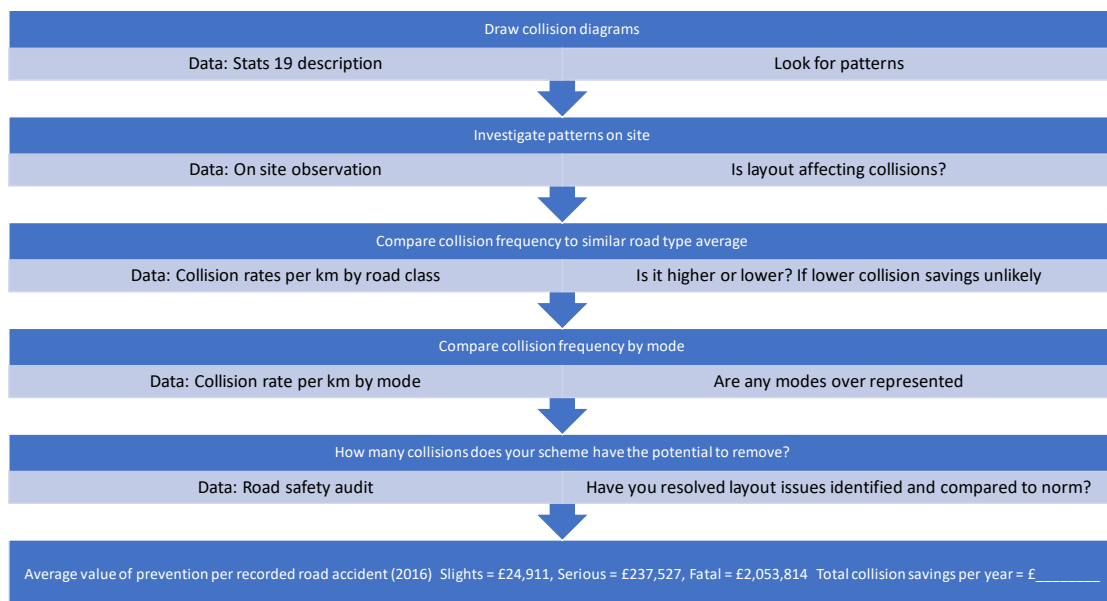 Draw collision diagrams
Data: Stats 19 description
Look for patterns
Investigate patterns on site
Data: On site observation
Is layout affecting collisions?
Compare collision frequency to similar road type average
Data: Collision rates per km by road class
Is it higher or lower? If lower collision savings unlikely
Compare collision frequency by mode
Data: Collision rate per km by mode
Are any modes over represented
How many collisions does your scheme have the potential to remove?
Data: Road safety audit
Have you resolved layout issues identified and compared to norm?
Average value of prevention per recorded road accident (2016)  Slights = £24,911, Serious = £237,527, Fatal = £2,053,814  Total collision savings per year = £________